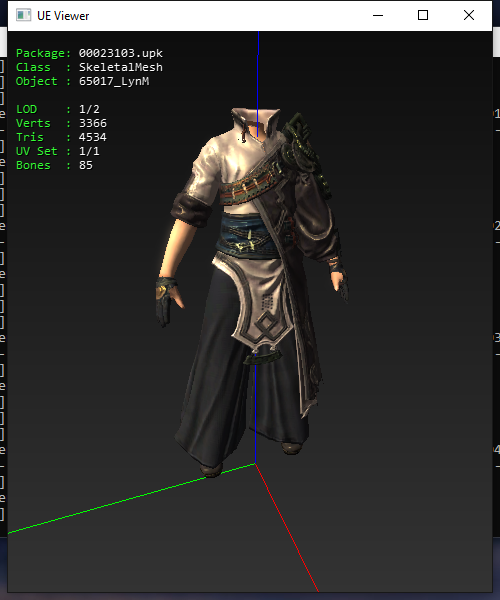 UE Viewer
Package: 00023103.upk
Class : SkeletalMesh
Object : 65017_LynM
LOD : 1/2
Verts : 3366
Tris : 4534
UV Set : 1/1
Bones : 85